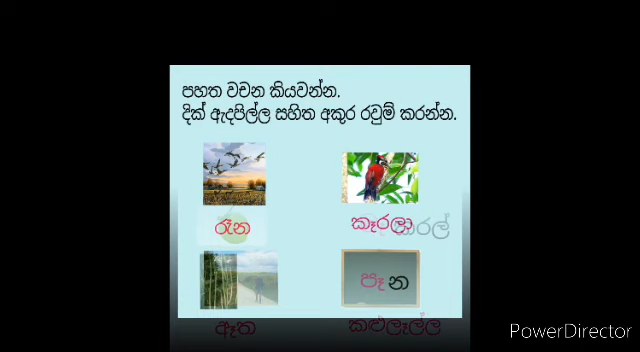 පහත වචන කියවන්න.
දික් ඇදපිල්ල සහිත අකුර රවුම් කරන්න.
රෑන
කෑරලා
පෑන
ඈත
කළුලෑල්ල
PowerDirector